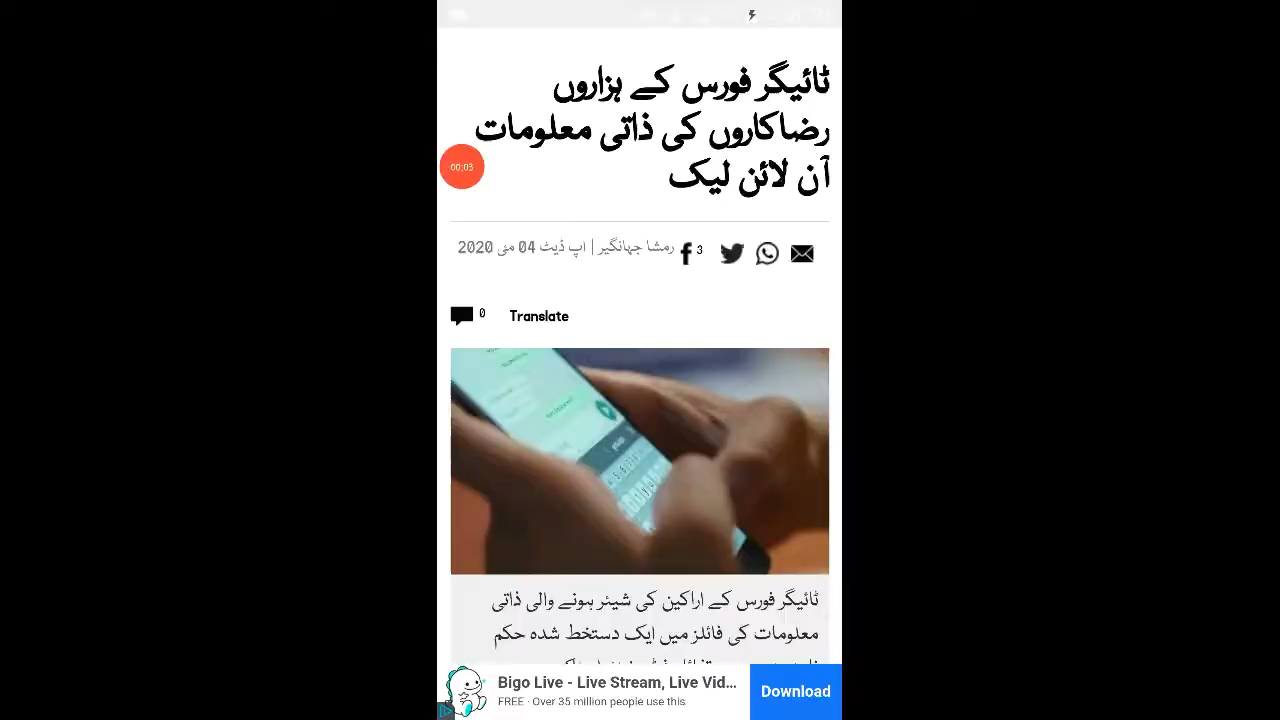 ٹائیگر فورس کے ہزاروں
رضاکاروں کی ذاتی معلومات
آن لائن لیک
00:03
رمشا جہانگیر | اپ ڈیٹ 04 مئی 2020
3
0
Translate
ٹائیگر فورس کے اراکین کی شیئر ہونے والی ذاتی
معلومات کی فائلز میں ایک دستخط شدہ حکم
Bigo Live - Live Stream, Live Vid...
FREE · Over 35 million people use this
Download